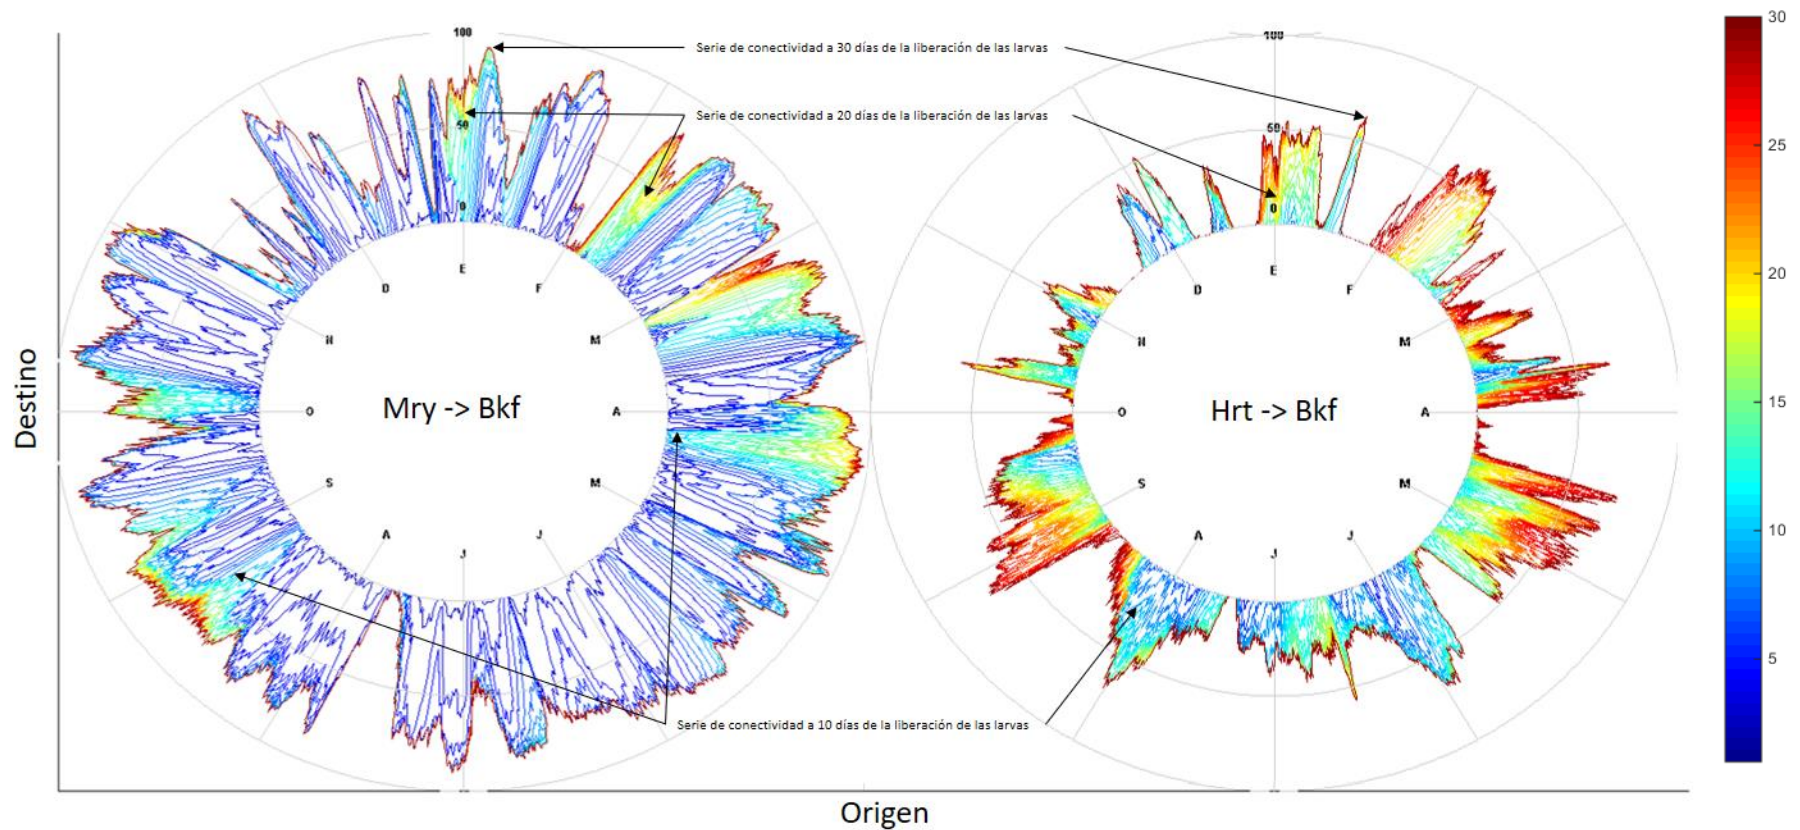 100
100
30
Serie de conectividad a 30 días de la liberación de las larvas
Serie de conectividad a 20 días de la liberación de las larvas
50
50
25
0
0
20
E
F
M
A
M
J
J
A
S
O
N
D
Mry -> Bkf
E
F
M
A
M
J
J
A
S
O
N
D
Hrt -> Bkf
15
10
5
Serie de conectividad a 10 días de la liberación de las larvas
Destino
Origen